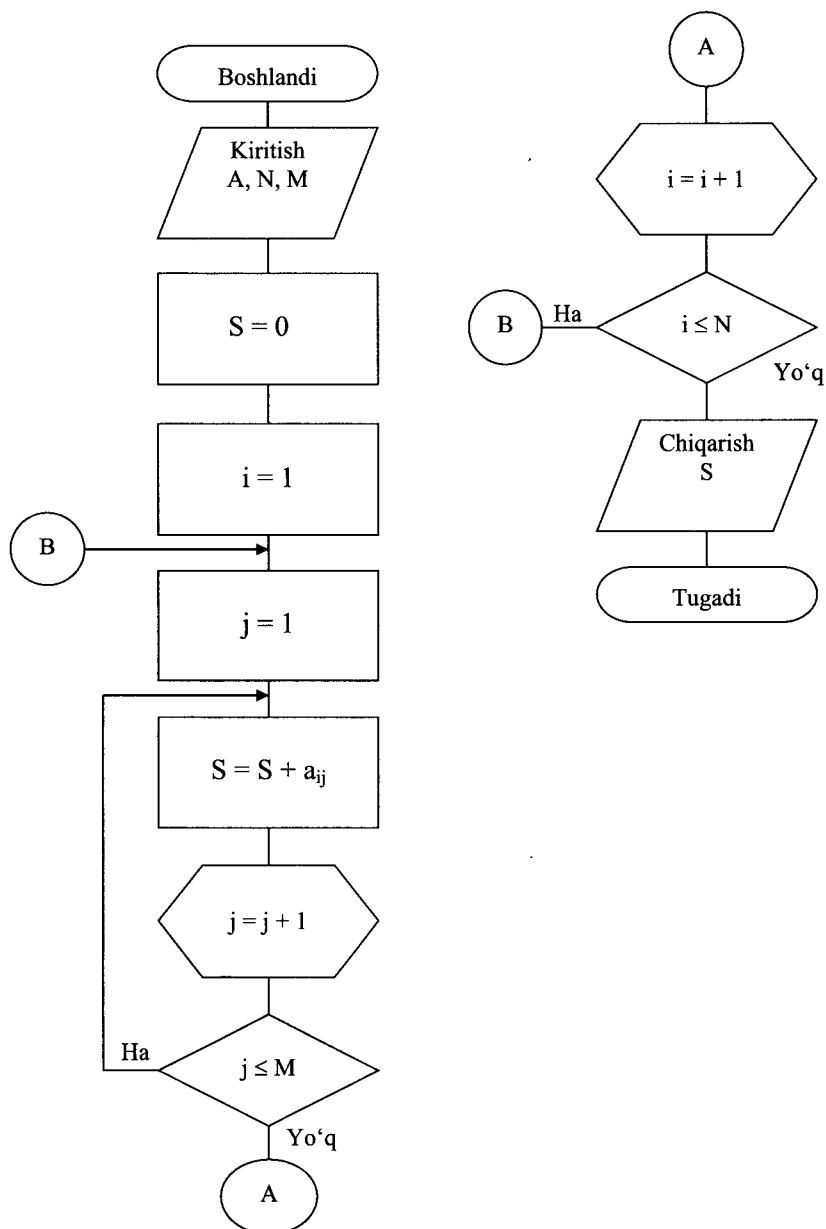 Boshlandi
Kiritish
A, N, M
S = 0
i = 1
B
j = 1
S = S + aij
j = j + 1
Ha
j ≤ M
Yo‘q
A
A
i = i + 1
B
Ha
i ≤ N
Yo‘q
Chiqarish
S
Tugadi